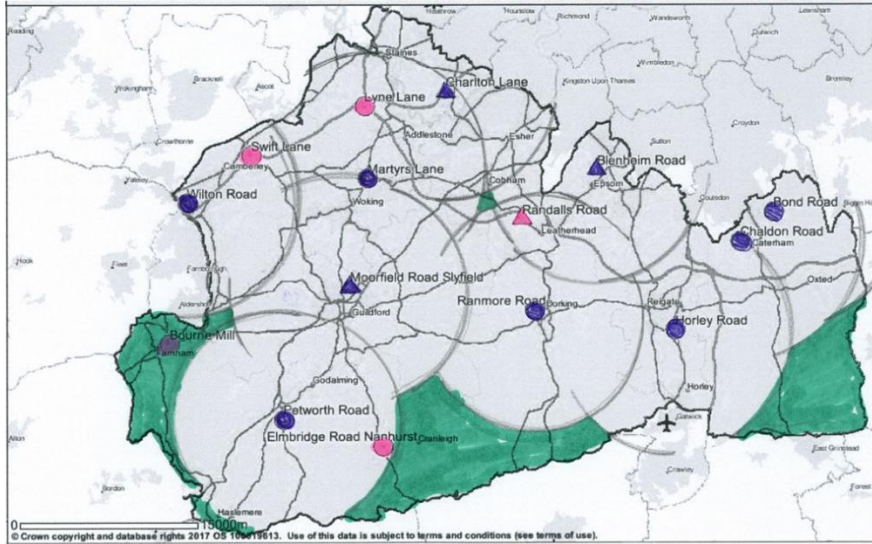 Reading
Hounslow
Richmond
Wandsworth
Lewisham
Dulwich
Staines
Wimbledon
Bracknell
Ascot
Wokingham
Charlton Lane
Kingston Upon Thames
Bromley
Lyne Lane
Croydon
Crowthorne
Addlestone
Esher
Sutton
Swift Lane
Camberley
Martyrs Lane
Blenheim Road
Yateley
Cobham
Epsom
Wilton Road
Woking
Coulsdon
Bond Road
Randalls Road
Leatherhead
Chaldon Road
Caterham
Hook
Fleet
Farnborough
Moorfield Road Slyfield
Oxted
Aldershot
Ranmore Road
Dorking
Reigate
Guildford
Horley Road
Bourne Mill
Farnham
Godalming
Horley
Petworth Road
Gatwick
Alton
Elmbridge Road Nanhurst
Cranleigh
East Grinstead
Crawley
Bordon
Forest
Haslemere
0 15000m
© Crown copyright and database rights 2017 OS 100019613. Use of this data is subject to terms and conditions (see terms of use).